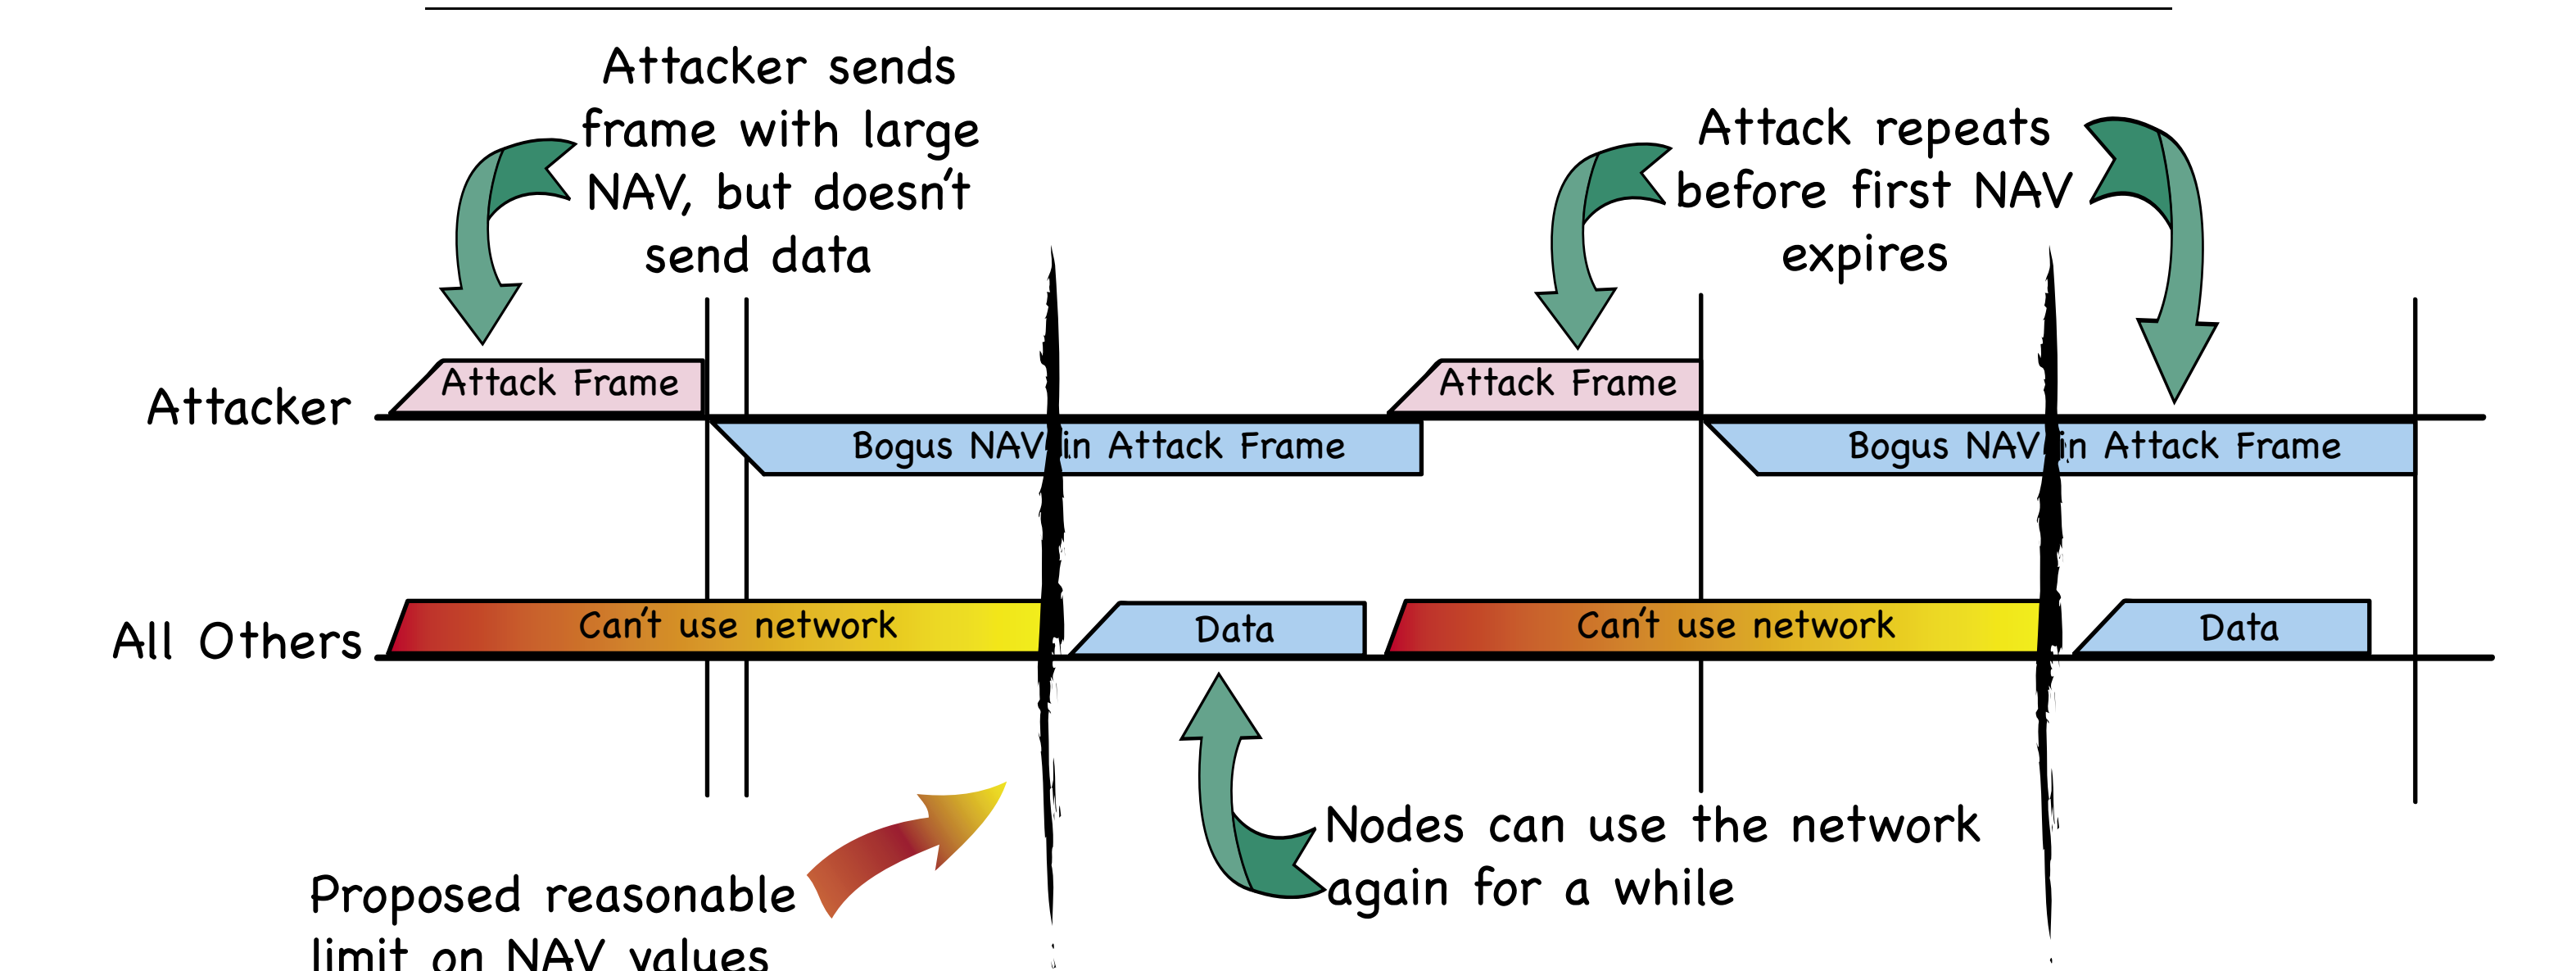 Attacker sends
frame with large
NAV, but doesn't
send data
Attack repeats
before first NAV
expires
Attacker
Attack Frame
Attack Frame
Bogus NAV in Attack Frame
Bogus NAV in Attack Frame
All Others
Can't use network
Data
Can't use network
Data
Nodes can use the network
again for a while
Proposed reasonable
limit on NAV values